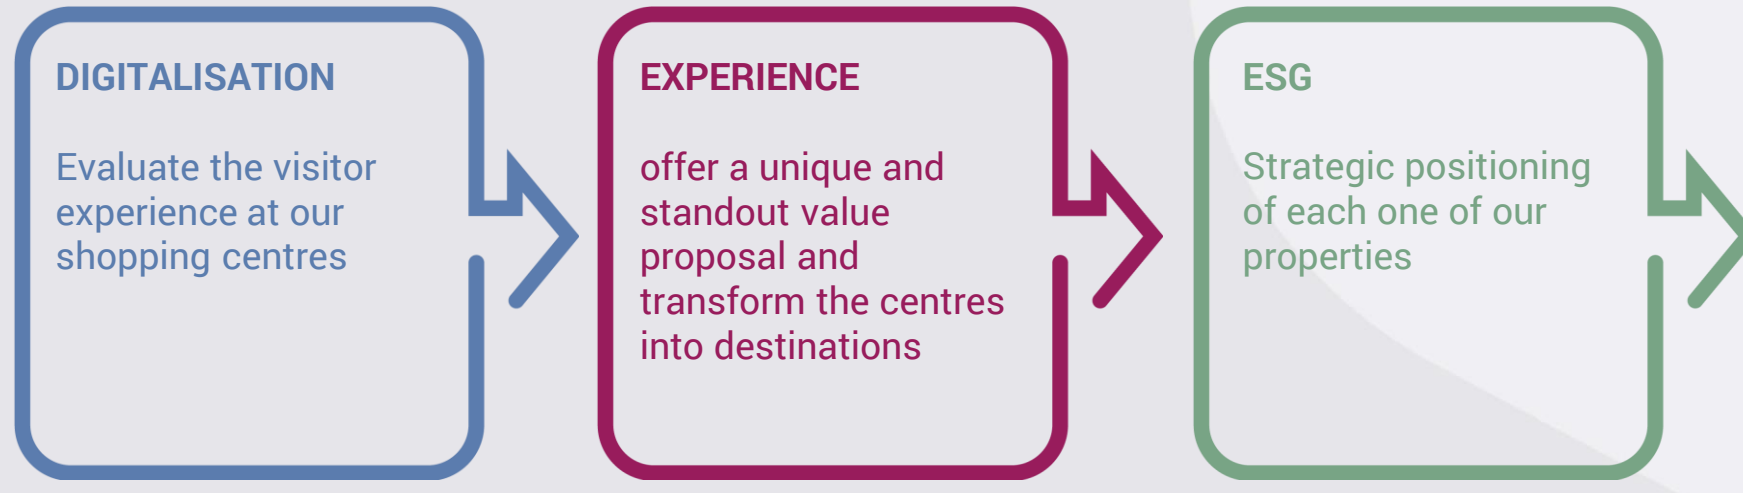 DIGITALISATION
Evaluate the visitor
experience at our
shopping centres
EXPERIENCE
offer a unique and
standout value
proposal and
transform the centres
into destinations
ESG
Strategic positioning
of each one of our
properties